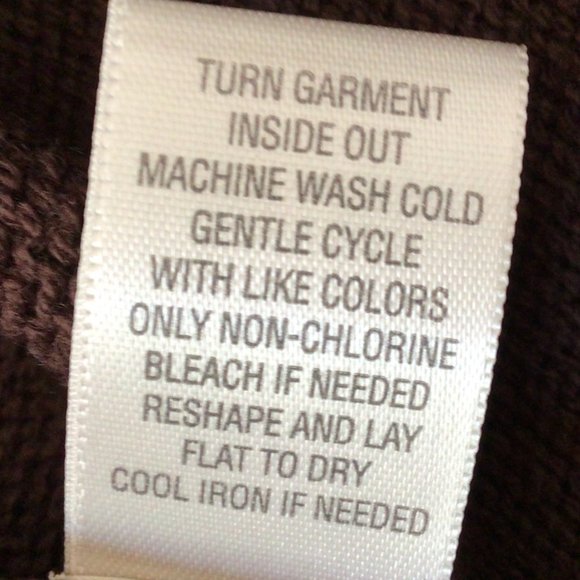 TURN GARMENT
INSIDE OUT
MACHINE WASH COLD
GENTLE CYCLE
WITH LIKE COLORS
ONLY NON-CHLORINE
BLEACH IF NEEDED
RESHAPE AND LAY
FLAT TO DRY
COOL IRON IF NEEDED